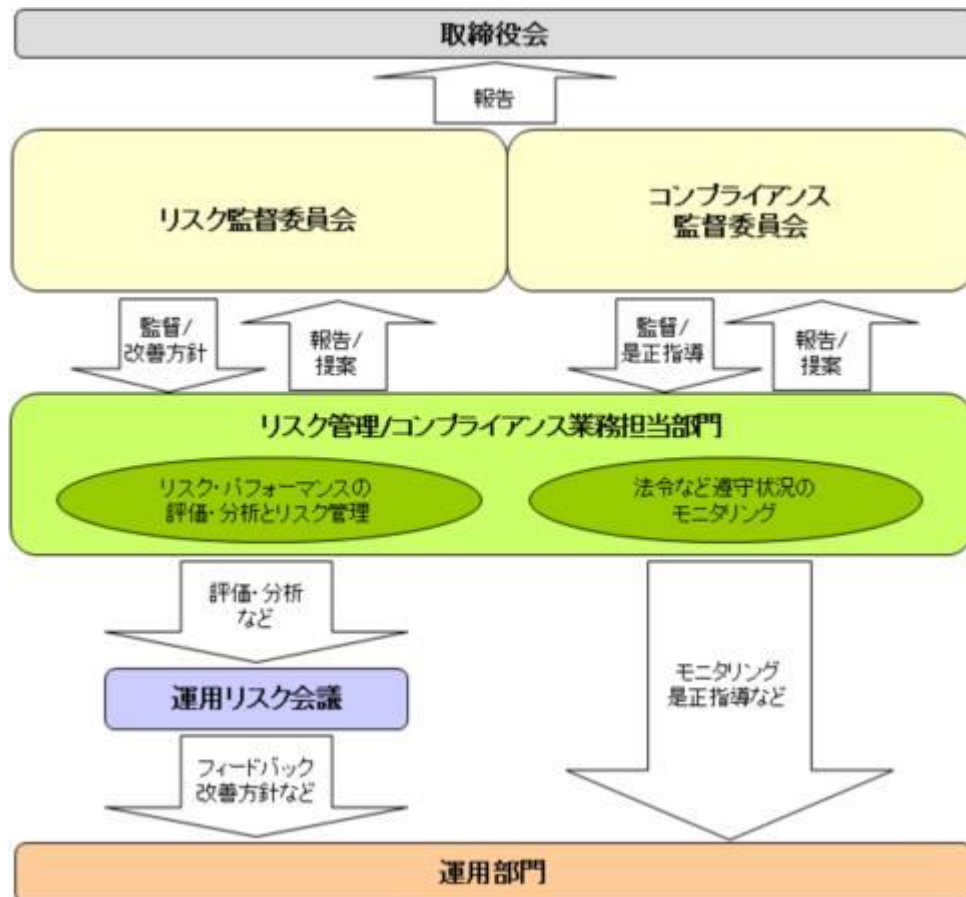 取締役会
報告
リスク監督委員会
コンプライアンス
監督委員会
監督/
改善方針
報告/
提案
監督/
是正指導
報告/
提案
リスク管理/コンプライアンス業務担当部門
リスク・パフォーマンスの
評価・分析とリスク管理
法令など遵守状況の
モニタリング
評価・分析
など
運用リスク会議
モニタリング
是正指導など
フィードバック
改善方針など
運用部門